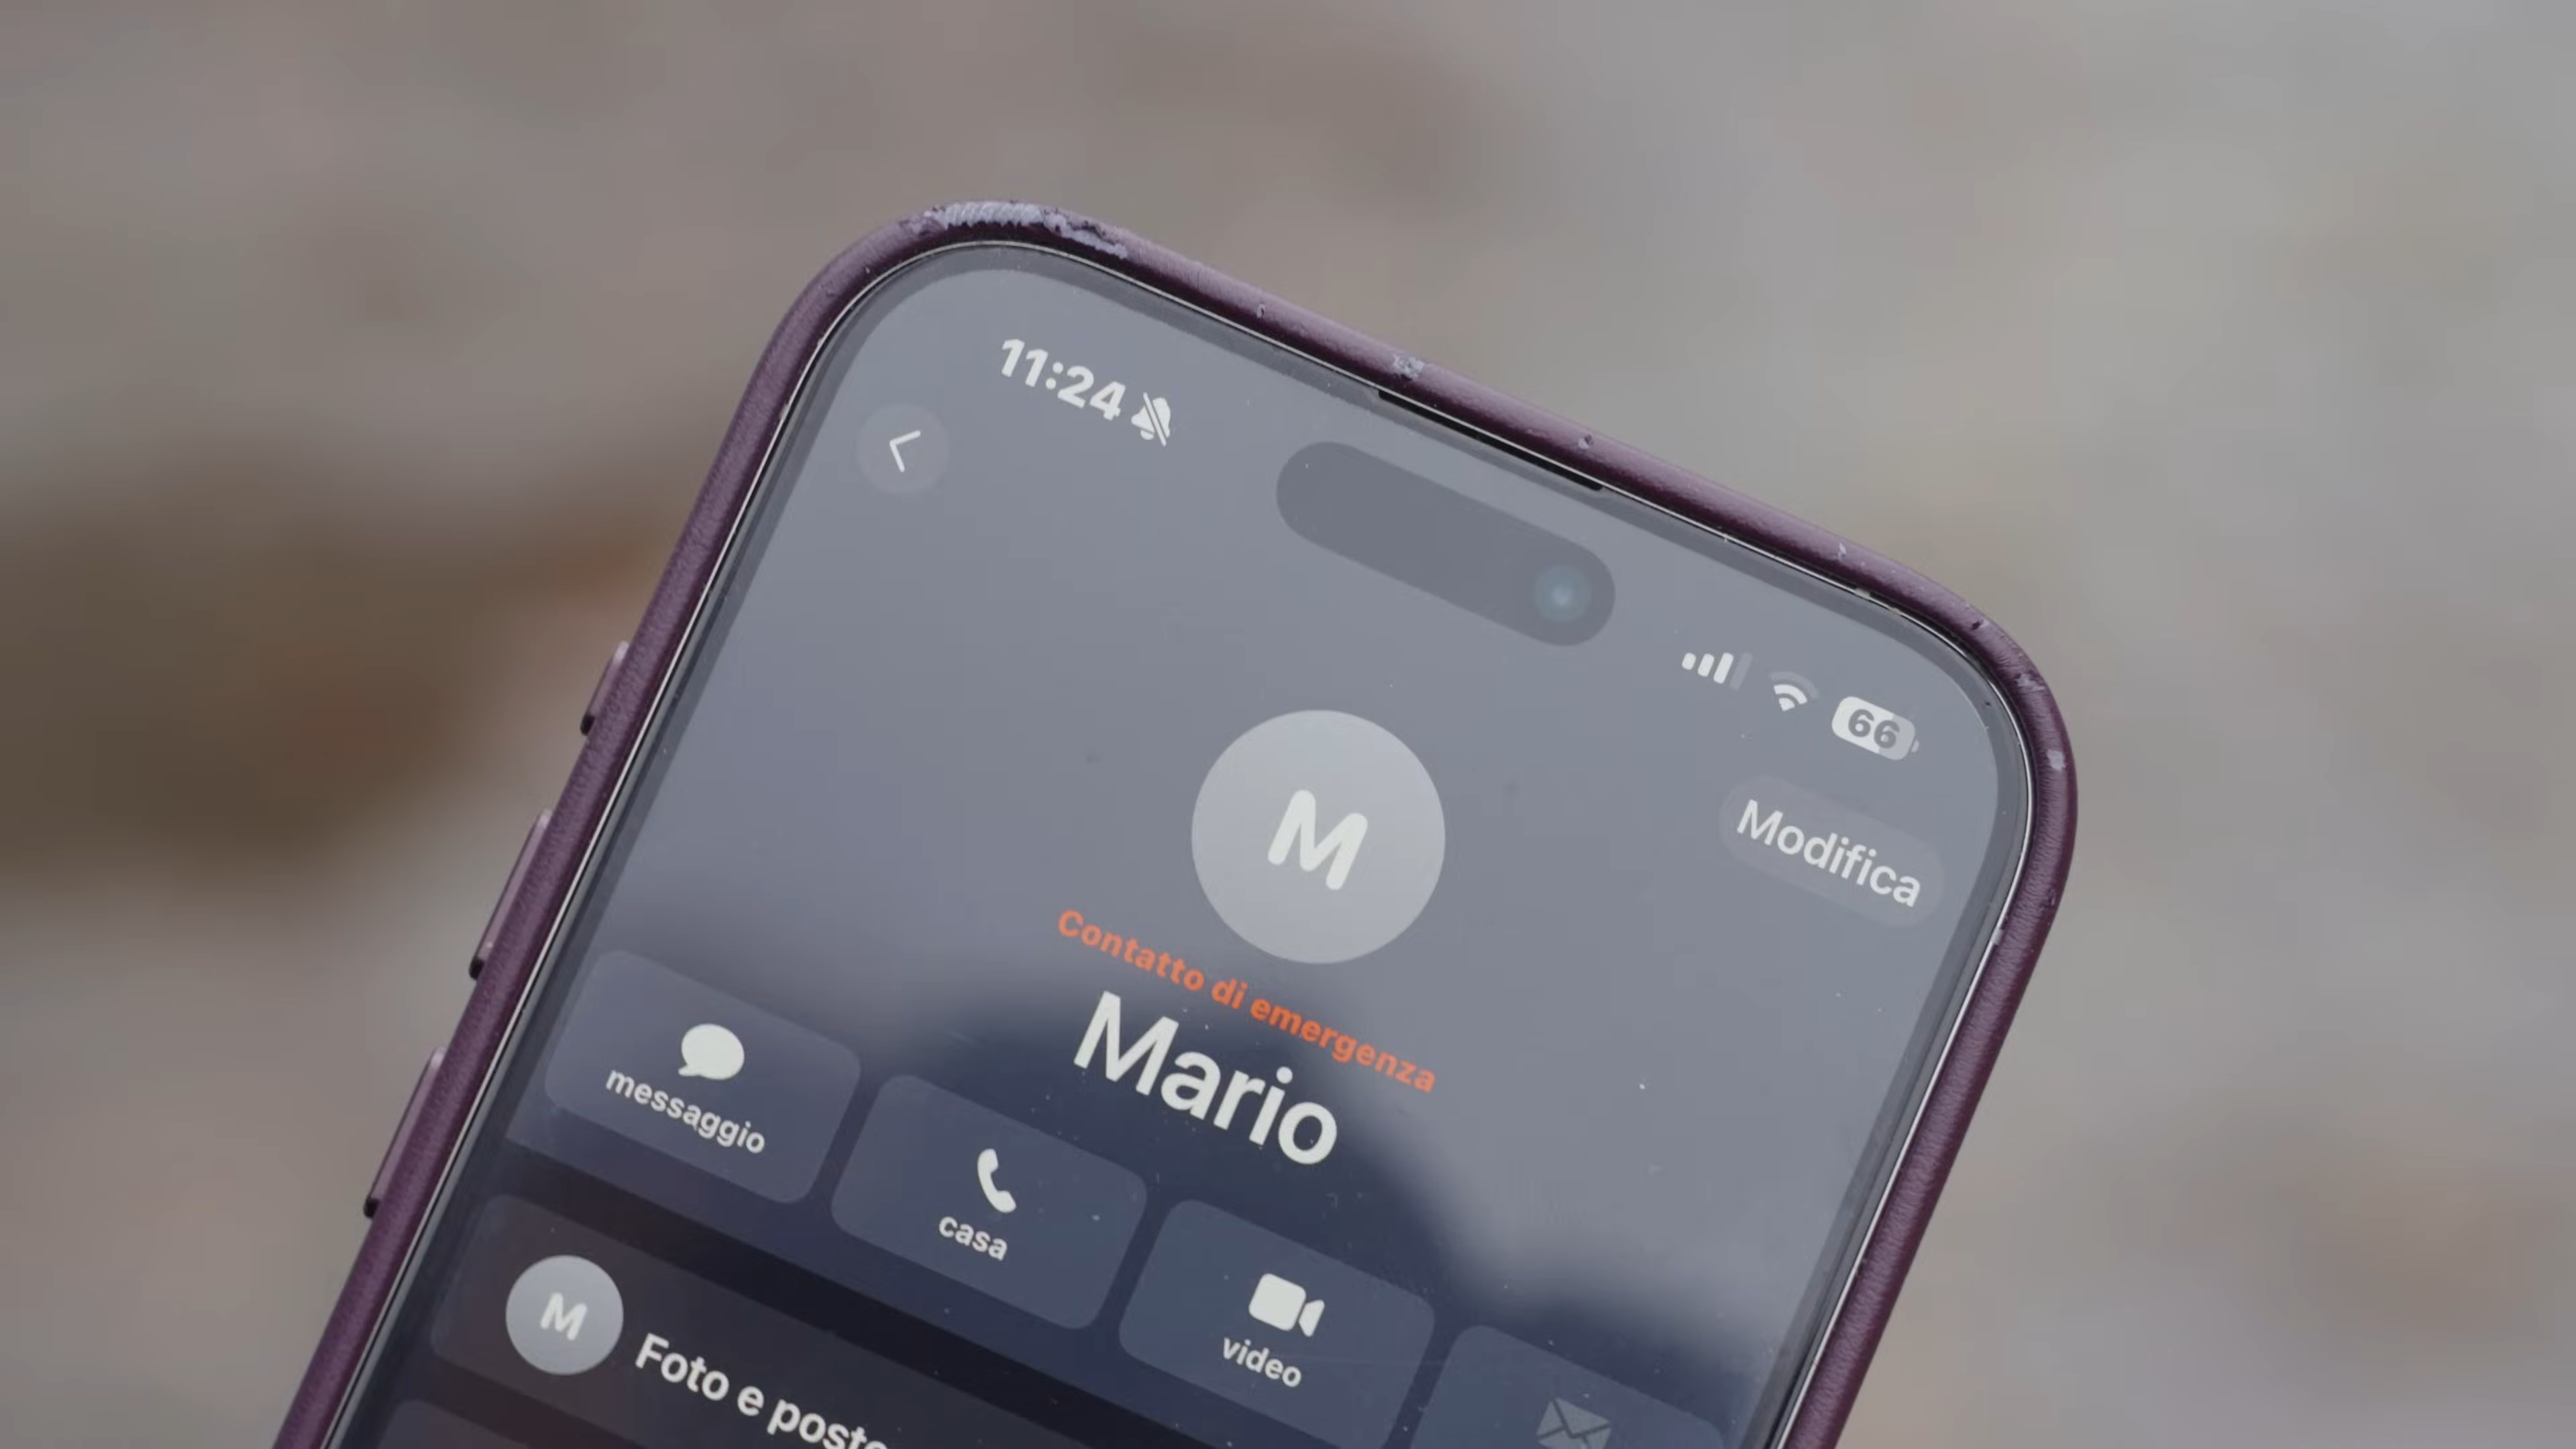 11:24
66
Modifica
M
Contatto di emergenza
Mario
messaggio
casa
video
M
Foto e poste